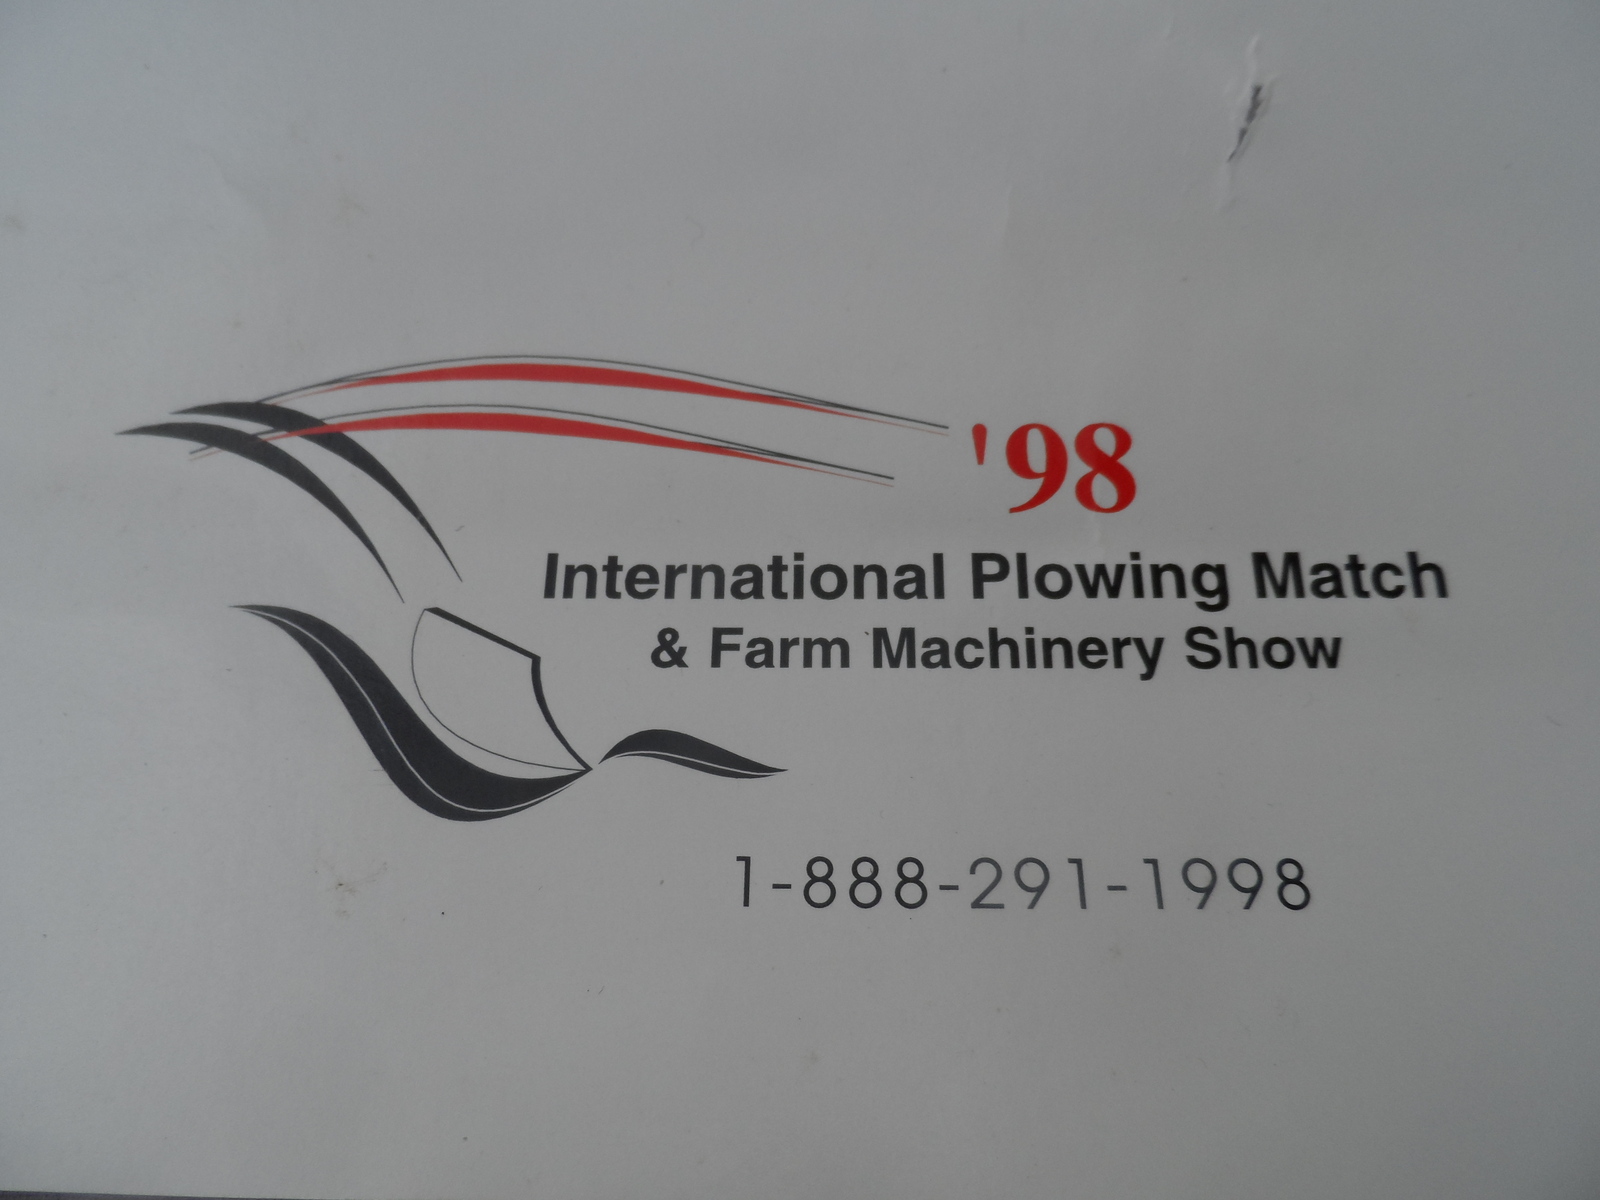 '98
International Plowing Match
& Farm Machinery Show
1-888-291-1998